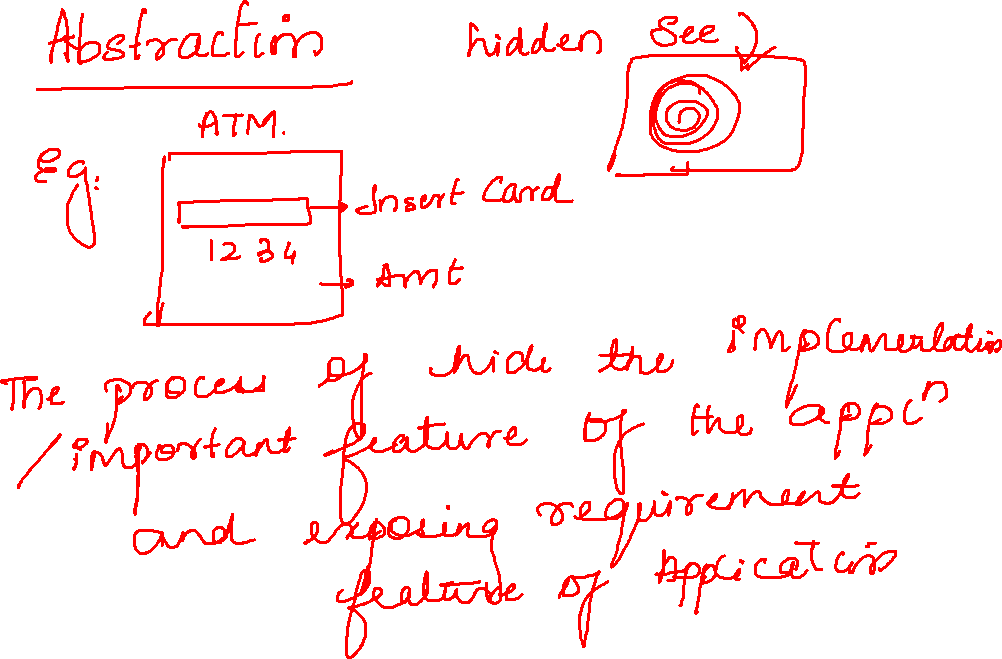 Abstraction
hidden See
ATM.
Eg:
Insert Card
1234
Amt
The process of hide the implementation
/important feature of the appln
and exposing requirement
feature of Application